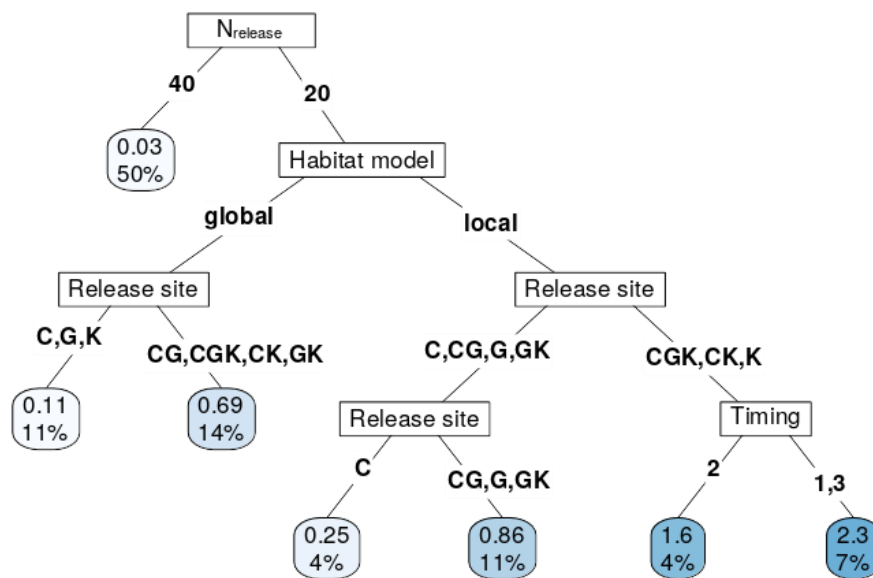 Nrelease
40
20
0.03
50%
Habitat model
global
local
Release site
Release site
C,G,K
CG,CGK,CK,GK
C,CG,G,GK
CGK,CK,K
0.11
11%
0.69
14%
Release site
Timing
C
CG,G,GK
2
1,3
0.25
4%
0.86
11%
1.6
4%
2.3
7%